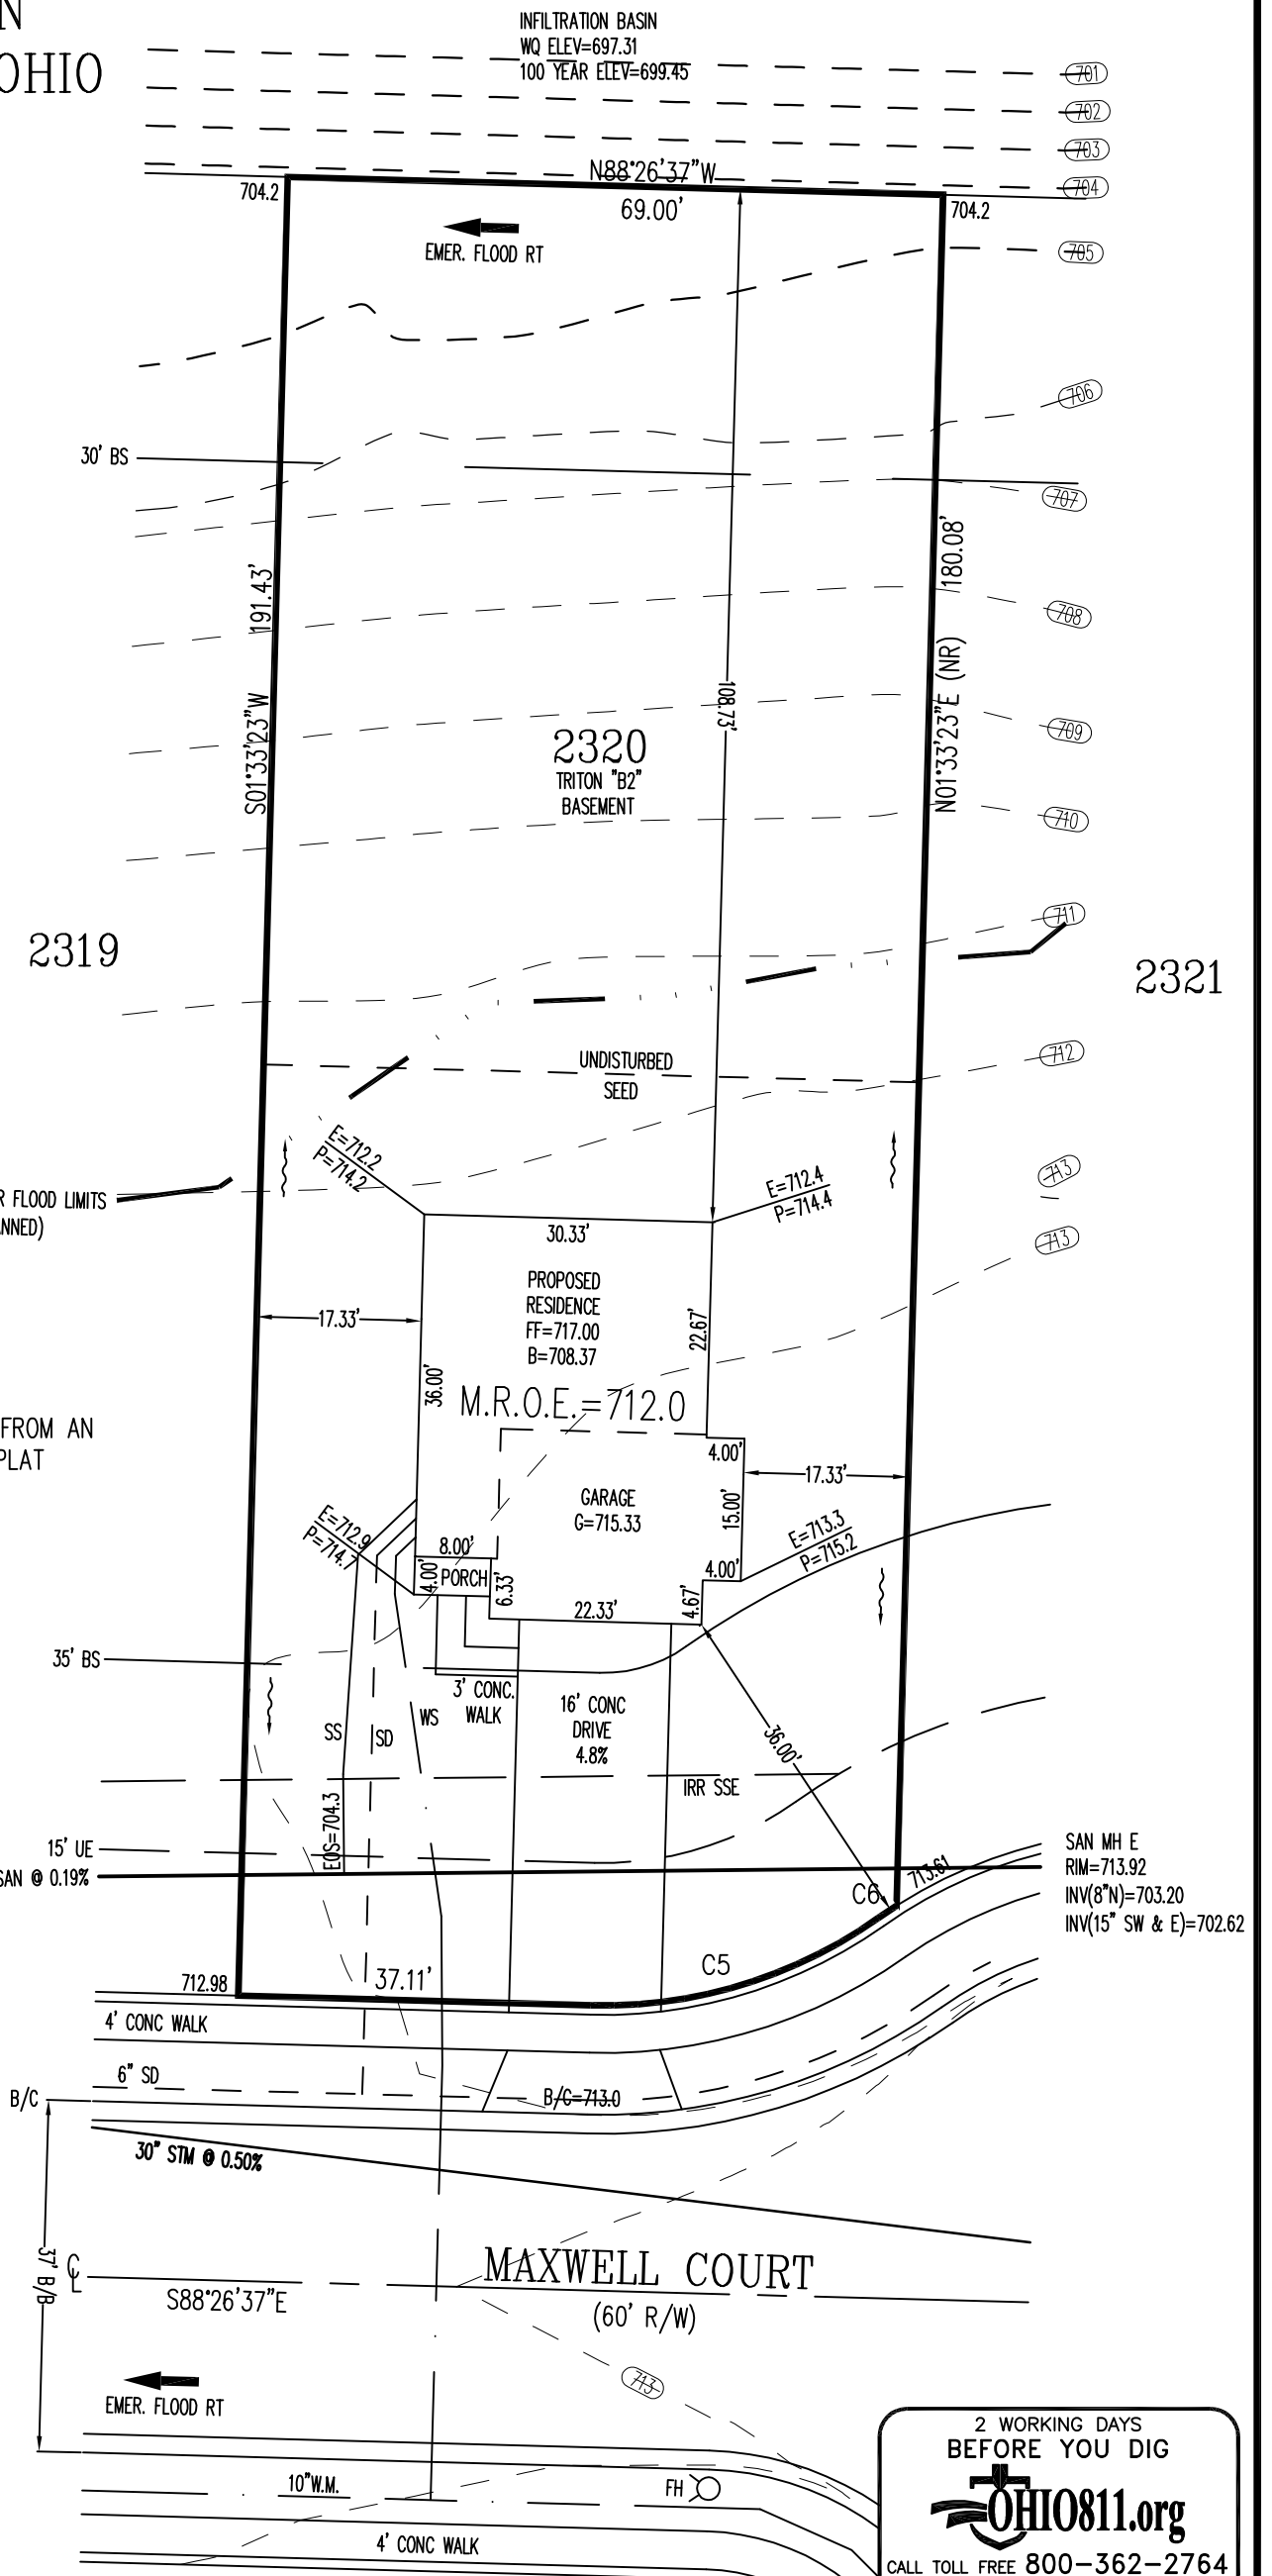 N
OHIO
INFILTRATION BASIN
WQ ELEV=697.31
100 YEAR ELEV=699.45
701
702
703
704
N88°26'37"W
69.00'
704.2
704.2
EMER. FLOOD RT
705
706
30' BS
707
191.43'
180.08'
708
S01°33'23"W
N01°33'23"E (NR)
108.73'
709
2320
TRITON "B2"
BASEMENT
710
711
2319
2321
UNDISTURBED
SEED
712
E=712.2
P=714.2
E=712.4
P=714.4
713
R FLOOD LIMITS
NNED)
713
30.33'
PROPOSED
RESIDENCE
FF=717.00
B=708.37
17.33'
22.67'
36.00'
M.R.O.E.=712.0
FROM AN
PLAT
4.00'
17.33'
GARAGE
G=715.33
15.00'
E=712.9
P=714.7
E=713.3
P=715.2
8.00'
4.00'
PORCH
6.33'
4.00'
4.67'
22.33'
35' BS
3' CONC.
WALK
16' CONC
DRIVE
4.8%
SS
SD
WS
36.00'
IRR SSE
EOS=704.3
15' UE
SAN @ 0.19%
SAN MH E
RIM=713.92
INV(8"N)=703.20
INV(15" SW & E)=702.62
713.61
C6
C5
712.98
37.11'
4' CONC WALK
6" SD
B/C
B/C=713.0
30" STM @ 0.50%
37' B/B
CL
MAXWELL COURT
S88°26'37"E
(60' R/W)
713
EMER. FLOOD RT
10"W.M.
FH
4' CONC WALK
2 WORKING DAYS
BEFORE YOU DIG
OHIO811.org
CALL TOLL FREE 800-362-2764